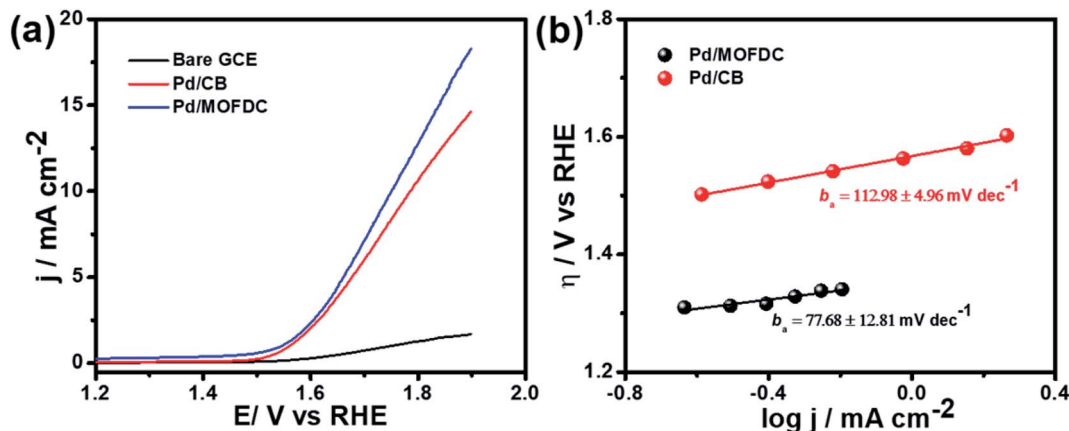 (a)
20
15
10
5
0
j / mA cm-2
Bare GCE
Pd/CB
Pd/MOFDC
1.2 1.4 1.6 1.8 2.0
E/ V vs RHE
(b)
1.8
1.6
1.4
1.2
η / V vs RHE
Pd/MOFDC
Pd/CB
ba = 112.98 ± 4.96 mV dec-1
ba = 77.68 ± 12.81 mV dec-1
-0.8 -0.4 0.0 0.4
log j / mA cm-2